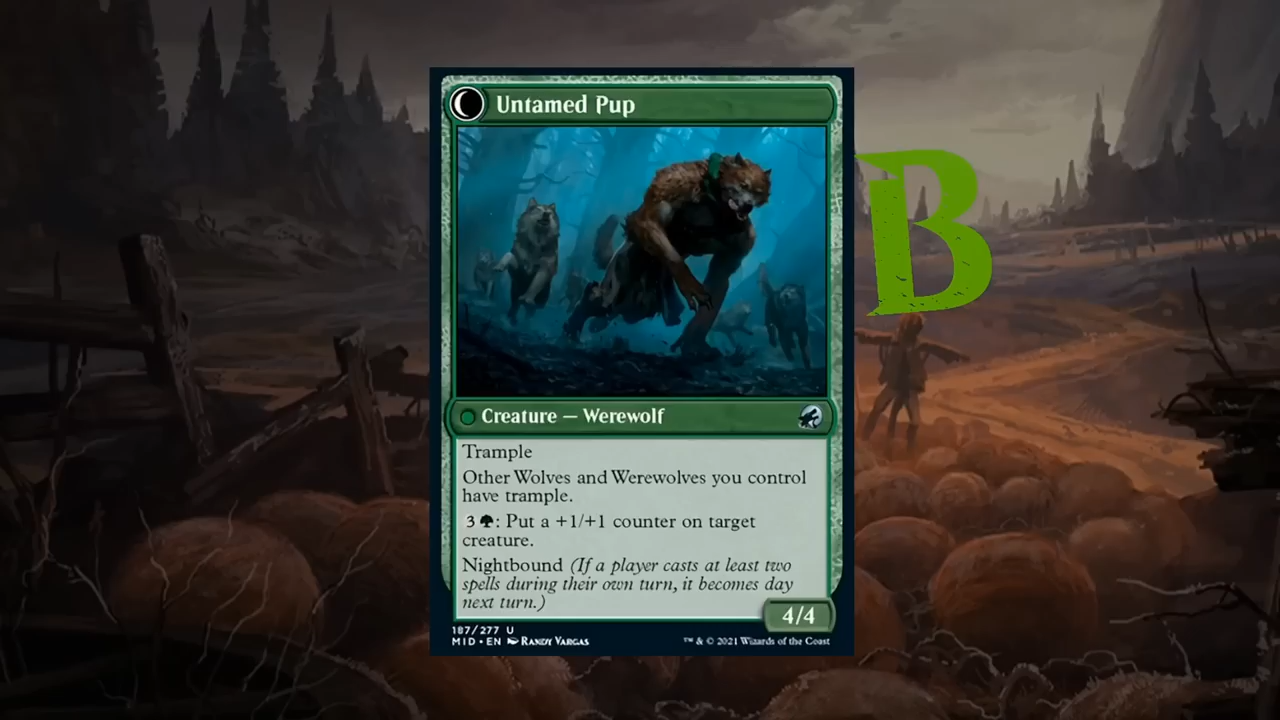 Untamed Pup
B
Creature — Werewolf
Trample
Other Wolves and Werewolves you control
have trample.
3 : Put a +1/+1 counter on target
creature.
Nightbound (If a player casts at least two
spells during their own turn, it becomes day
next turn.)
4/4
187/277 U
MID • EN RANDY VARGAS
™ & © 2021 Wizards of the Coast